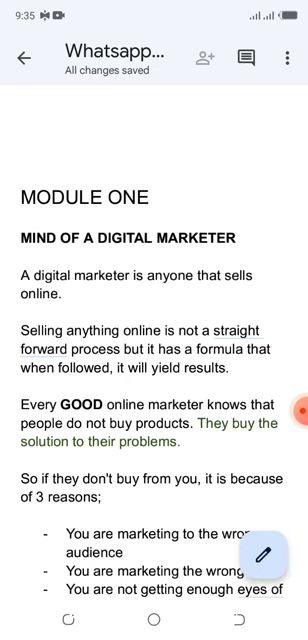 9:35
Whatsapp...
All changes saved
MODULE ONE
MIND OF A DIGITAL MARKETER
A digital marketer is anyone that sells
online.
Selling anything online is not a straight
forward process but it has a formula that
when followed, it will yield results.
Every GOOD online marketer knows that
people do not buy products. They buy the
solution to their problems.
So if they don't buy from you, it is because
of 3 reasons;
- You are marketing to the
audience
- You are marketing the wrong
- You are not getting enough eyes of